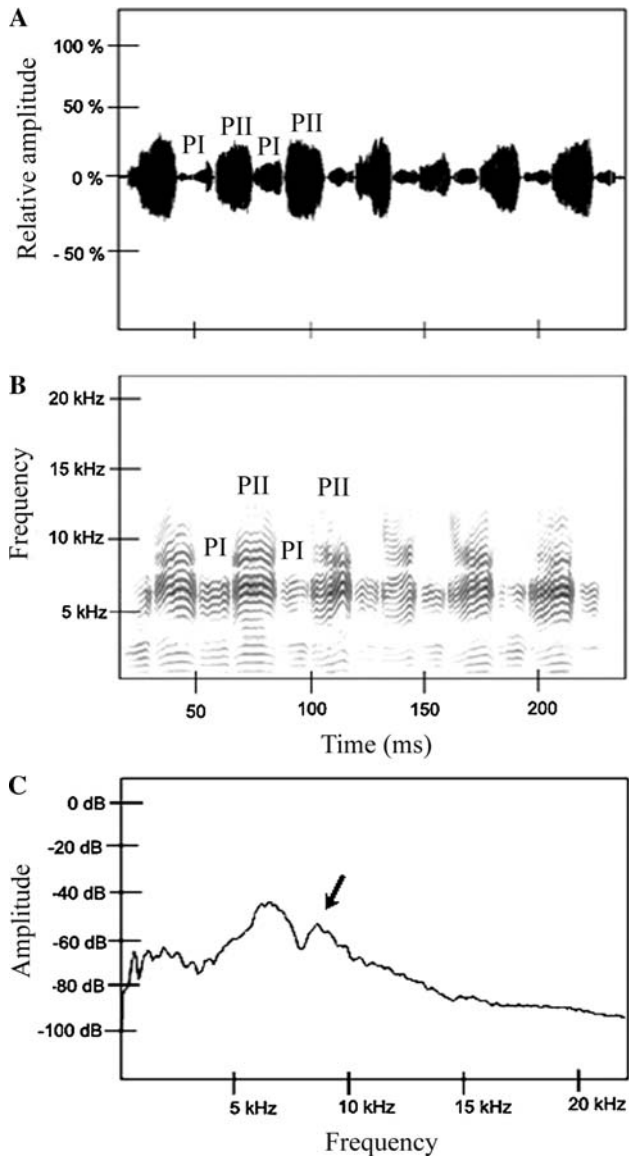 A
Relative amplitude
100 %
50 %
0 %
- 50 %
PI
PII
PI
PII
B
Frequency
20 kHz
15 kHz
10 kHz
5 kHz
PI
PII
PI
PII
50
100
150
200
Time (ms)
C
Amplitude
0 dB
-20 dB
-40 dB
-60 dB
-80 dB
-100 dB
5 kHz
10 kHz
15 kHz
20 kHz
Frequency